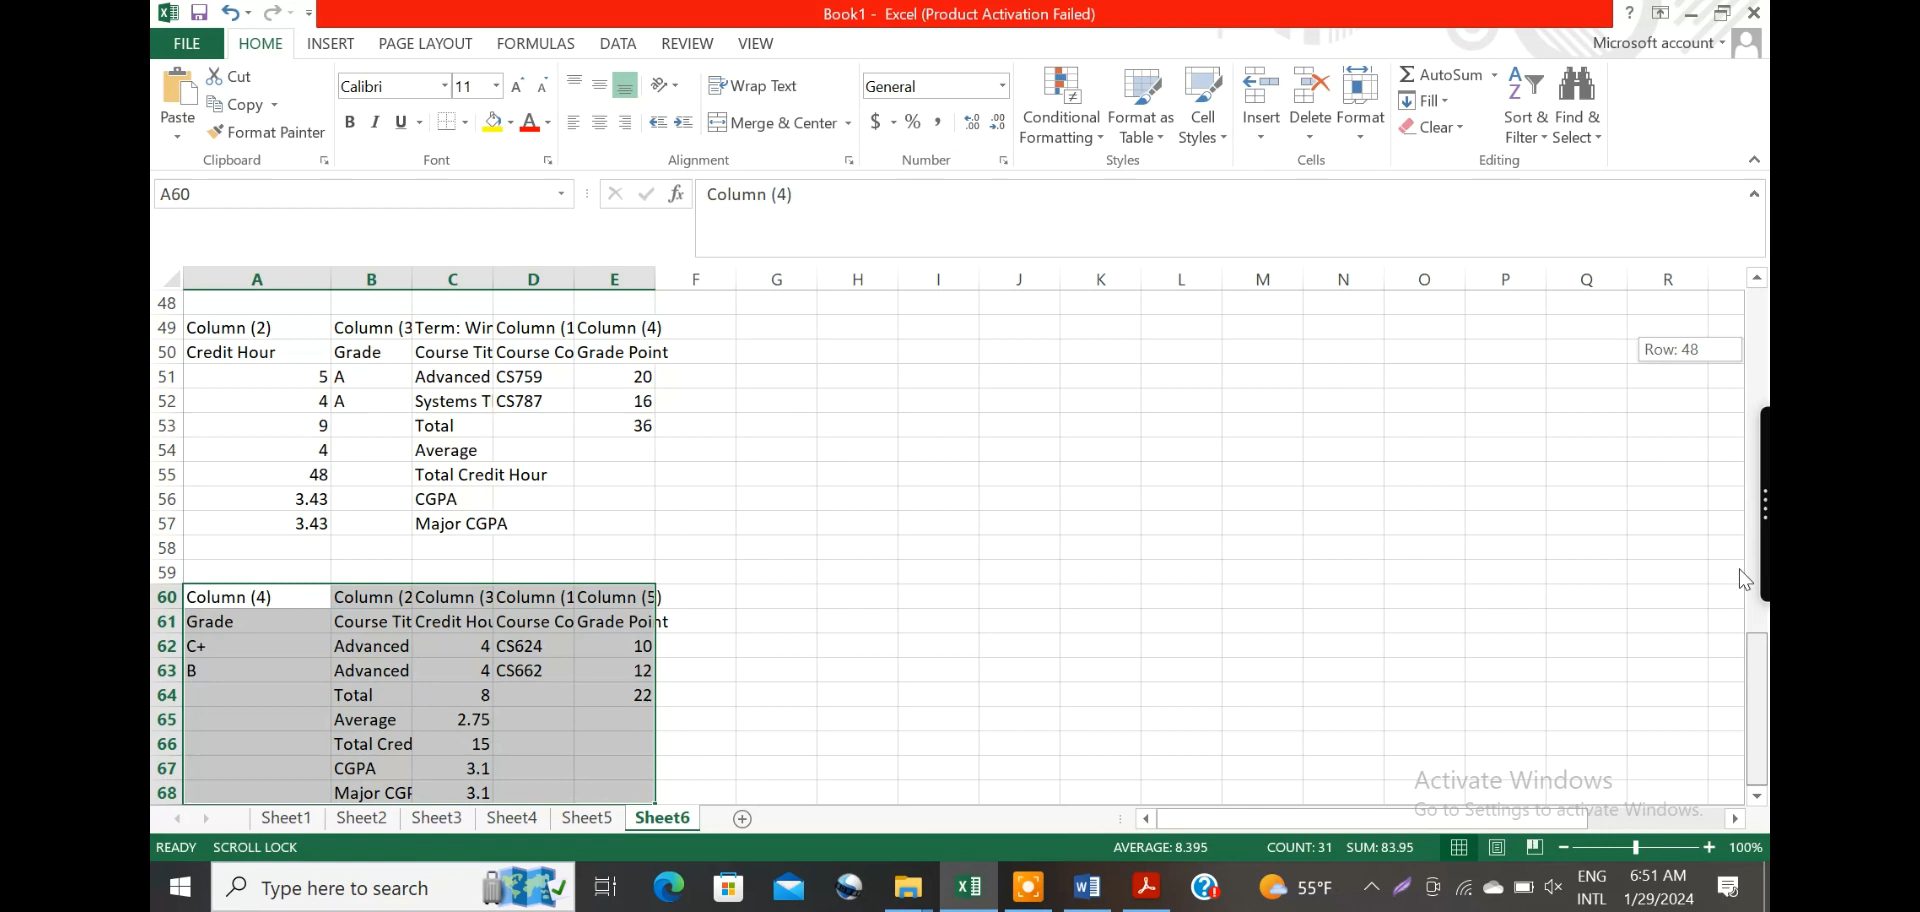 Book1 - Excel (Product Activation Failed)
FILE HOME INSERT PAGE LAYOUT FORMULAS DATA REVIEW VIEW
Microsoft account
Paste
Cut
Copy
Format Painter
Clipboard
Calibri 11
B I U
Font
Wrap Text
Merge & Center
Alignment
General
$ % ,
Number
Conditional Formatting
Format as Table
Cell Styles
Styles
Insert Delete Format
Cells
AutoSum
Fill
Clear
Sort & Filter
Find & Select
Editing
A60 fx Column (4)
A B C D E F G H I J K L M N O P Q R
48
49 Column (2) Column (3 Term: Win Column (1 Column (4)
50 Credit Hour Grade Course Tit Course Co Grade Point
51 5 A Advanced CS759 20
52 4 A Systems T CS787 16
53 9 Total 36
54 4 Average
55 48 Total Credit Hour
56 3.43 CGPA
57 3.43 Major CGPA
58
59
60 Column (4) Column (2 Column (3 Column (1 Column (5)
61 Grade Course Tit Credit Hou Course Co Grade Point
62 C+ Advanced 4 CS624 10
63 B Advanced 4 CS662 12
64 Total 8 22
65 Average 2.75
66 Total Cred 15
67 CGPA 3.1
68 Major CGP 3.1
Row: 48
Activate Windows
Go to Settings to activate Windows.
Sheet1 Sheet2 Sheet3 Sheet4 Sheet5 Sheet6
READY SCROLL LOCK AVERAGE: 8.395 COUNT: 31 SUM: 83.95 100%
Type here to search
55°F
ENG
INTL
6:51 AM
1/29/2024